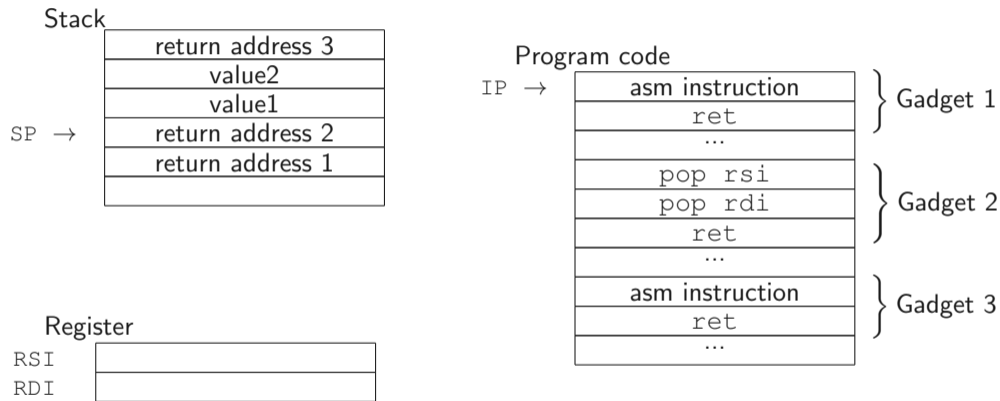 Stack
return address 3
value2
value1
SP → return address 2
return address 1
Register
RSI
RDI
Program code
IP → asm instruction
ret
...
Gadget 1
pop rsi
pop rdi
ret
...
Gadget 2
asm instruction
ret
...
Gadget 3